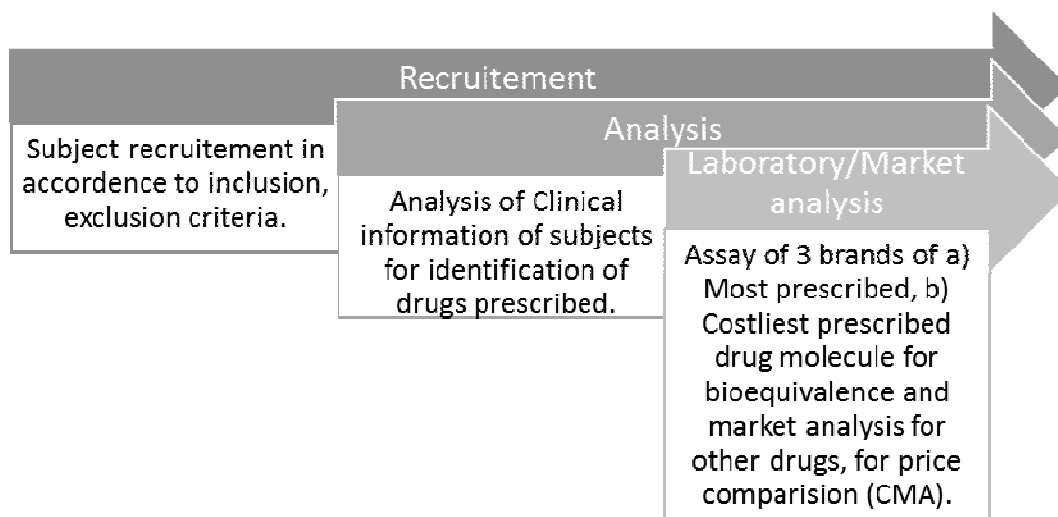 Recruitement
Subject recruitement in
accordence to inclusion,
exclusion criteria.
Analysis
Analysis of Clinical
information of subjects
for identification of
drugs prescribed.
Laboratory/Market
analysis
Assay of 3 brands of a)
Most prescribed, b)
Costliest prescribed
drug molecule for
bioequivalence and
market analysis for
other drugs, for price
comparision (CMA).